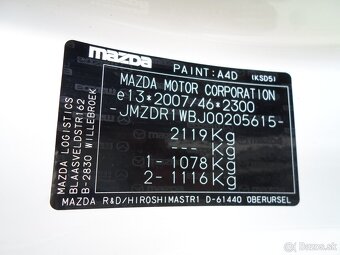 mazda
PAINT:A4D (KSD5)
MAZDA MOTOR CORPORATION
e13*2007/46*2300
-JMZDR1WBJ00205615-
2119Kg
--- Kg
1- 1078Kg
2- 1116Kg
MAZDA LOGISTICS
BLAASVELDSTR162
B-2830 WILLEBROEK
MAZDA R&D/HIROSHIMASTR1 D-61440 OBERURSEL
bazos.sk